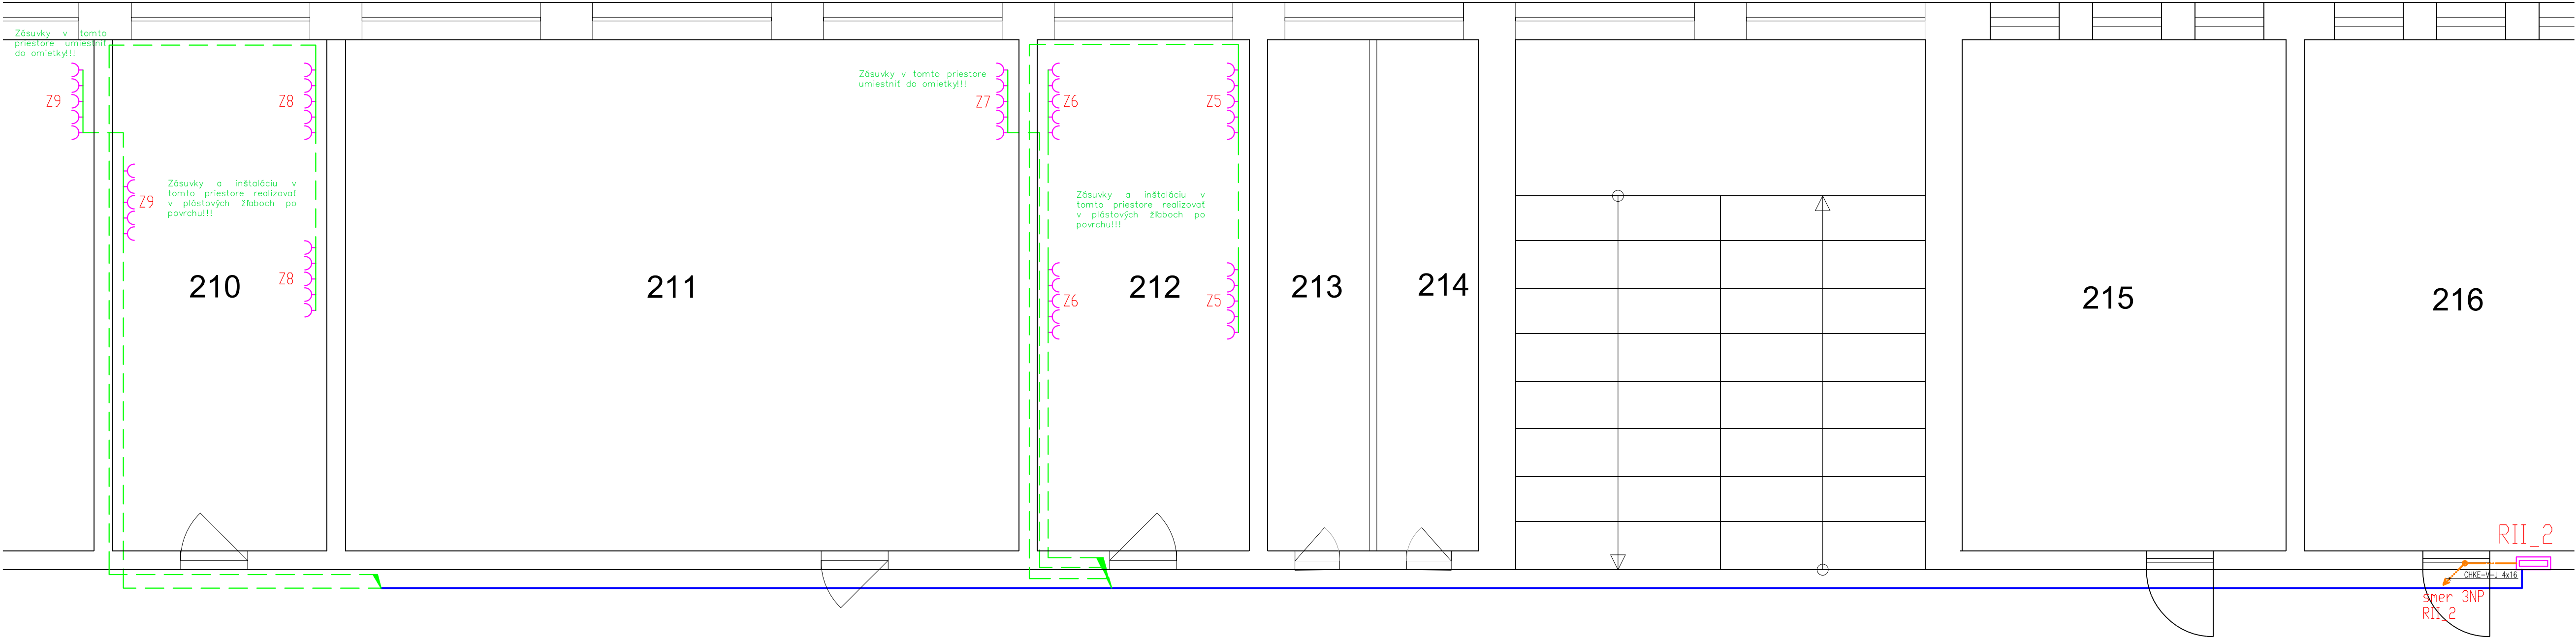 Zásuvky v tomto
priestore umiestniť
do omietky!!!
Z9
Z8
Zásuvky v tomto priestore
umiestniť do omietky!!!
Z7
Z6
Z5
Zásuvky a inštaláciu v
tomto priestore realizovať
v plástových žľaboch po
povrchu!!!
Z9
Zásuvky a inštaláciu v
tomto priestore realizovať
v plástových žľaboch po
povrchu!!!
Z8
Z6
Z5
210
211
212
213
214
215
216
RII_2
CHKE-V-J 4x16
smer 3NP
RII_2